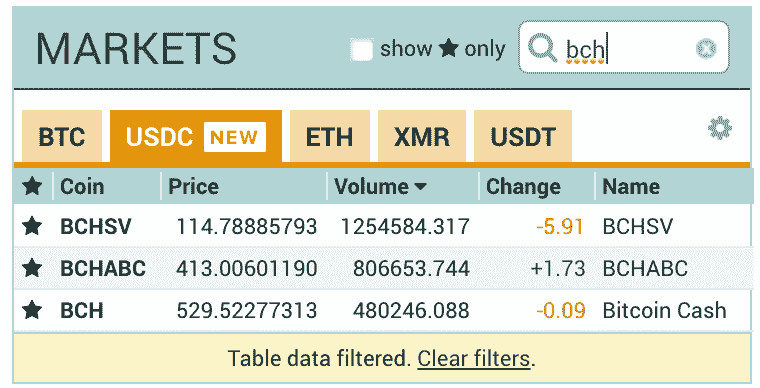 MARKETS show ★ only bch
BTC USDC NEW ETH XMR USDT
★ Coin Price Volume ▼ Change Name
★ BCHSV 114.78885793 1254584.317 -5.91 BCHSV
★ BCHABC 413.00601190 806653.744 +1.73 BCHABC
★ BCH 529.52277313 480246.088 -0.09 Bitcoin Cash
Table data filtered. Clear filters.